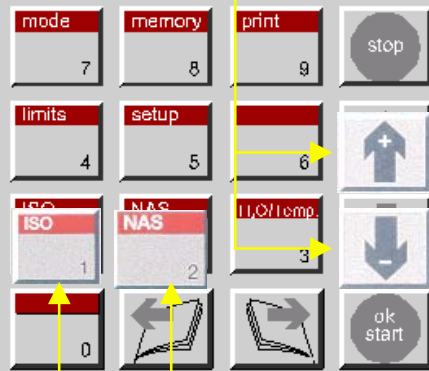 mode memory print
7 8 9 stop
limits setup
4 5 6 +
ISO NAS H₂O/Temp.
ISO NAS
1 2 3 -
0 ok
start